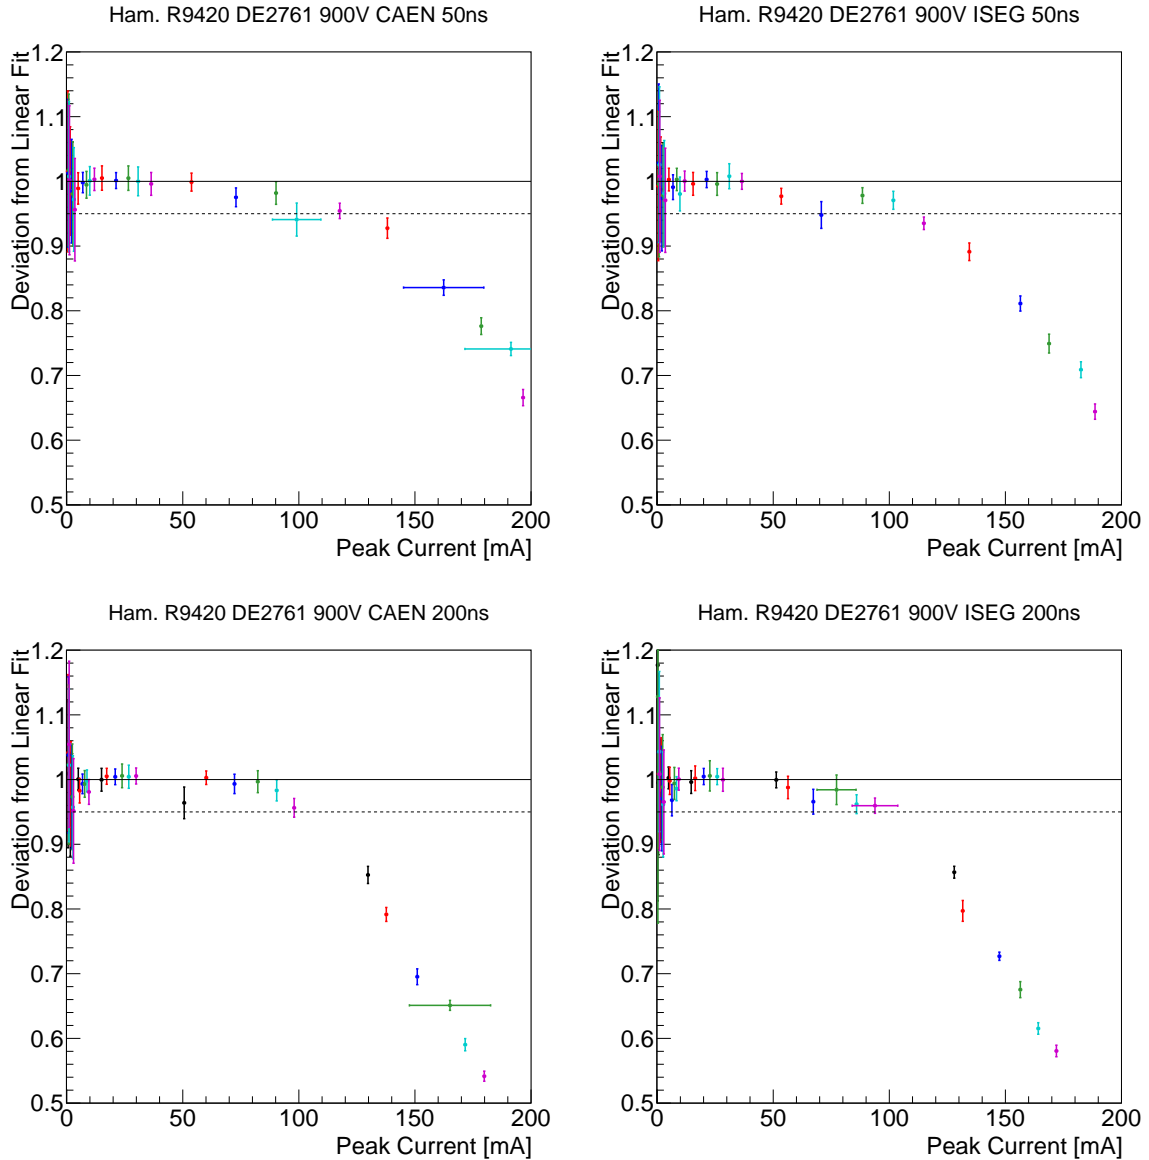 Ham. R9420 DE2761 900V CAEN 50ns
Deviation from Linear Fit
1.2
1.1
1
0.9
0.8
0.7
0.6
0.5
0 50 100 150 200
Peak Current [mA]
Ham. R9420 DE2761 900V ISEG 50ns
Deviation from Linear Fit
1.2
1.1
1
0.9
0.8
0.7
0.6
0.5
0 50 100 150 200
Peak Current [mA]
Ham. R9420 DE2761 900V CAEN 200ns
Deviation from Linear Fit
1.2
1.1
1
0.9
0.8
0.7
0.6
0.5
0 50 100 150 200
Peak Current [mA]
Ham. R9420 DE2761 900V ISEG 200ns
Deviation from Linear Fit
1.2
1.1
1
0.9
0.8
0.7
0.6
0.5
0 50 100 150 200
Peak Current [mA]